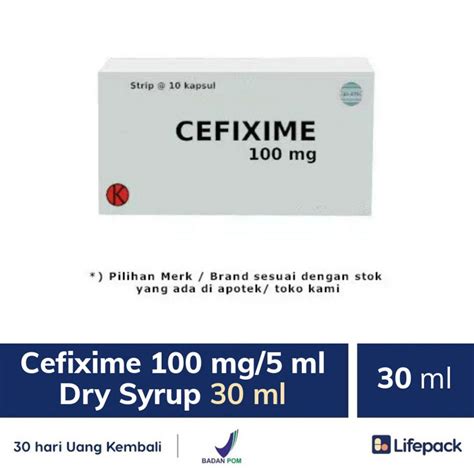 Strip @ 10 kapsul
CEFIXIME
100 mg
K
*) Pilihan Merk / Brand sesuai dengan stok
yang ada di apotek/ toko kami
Cefixime 100 mg/5 ml
Dry Syrup 30 ml
30 ml
30 hari Uang Kembali
BADAN POM
Lifepack